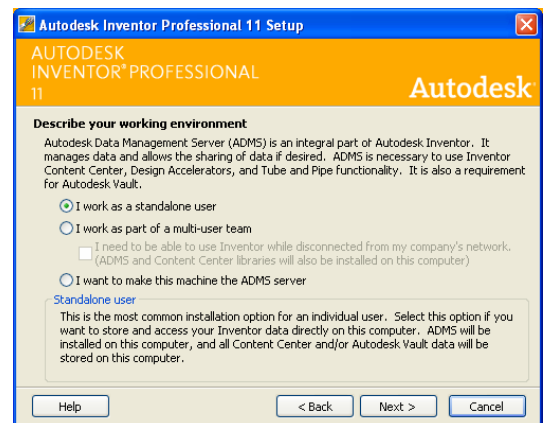 Autodesk Inventor Professional 11 Setup
AUTODESK
INVENTOR®PROFESSIONAL
11
Autodesk
Describe your working environment
Autodesk Data Management Server (ADMS) is an integral part of Autodesk Inventor. It
manages data and allows the sharing of data if desired. ADMS is necessary to use Inventor
Content Center, Design Accelerators, and Tube and Pipe functionality. It is also a requirement
for Autodesk Vault.
I work as a standalone user
I work as part of a multi-user team
I need to be able to use Inventor while disconnected from my company's network.
(ADMS and Content Center libraries will also be installed on this computer)
I want to make this machine the ADMS server
Standalone user
This is the most common installation option for an individual user. Select this option if you
want to store and access your Inventor data directly on this computer. ADMS will be
installed on this computer, and all Content Center and/or Autodesk Vault data will be
stored on this computer.
Help
< Back
Next >
Cancel